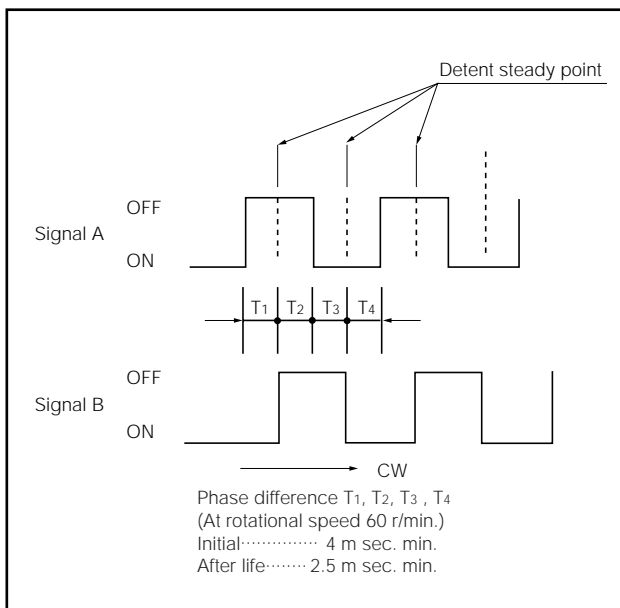 Detent steady point
OFF
Signal A
ON
T1 T2 T3 T4
OFF
Signal B
ON
CW
Phase difference T1, T2, T3 , T4
(At rotational speed 60 r/min.)
Initial··············· 4 m sec. min.
After life········ 2.5 m sec. min.